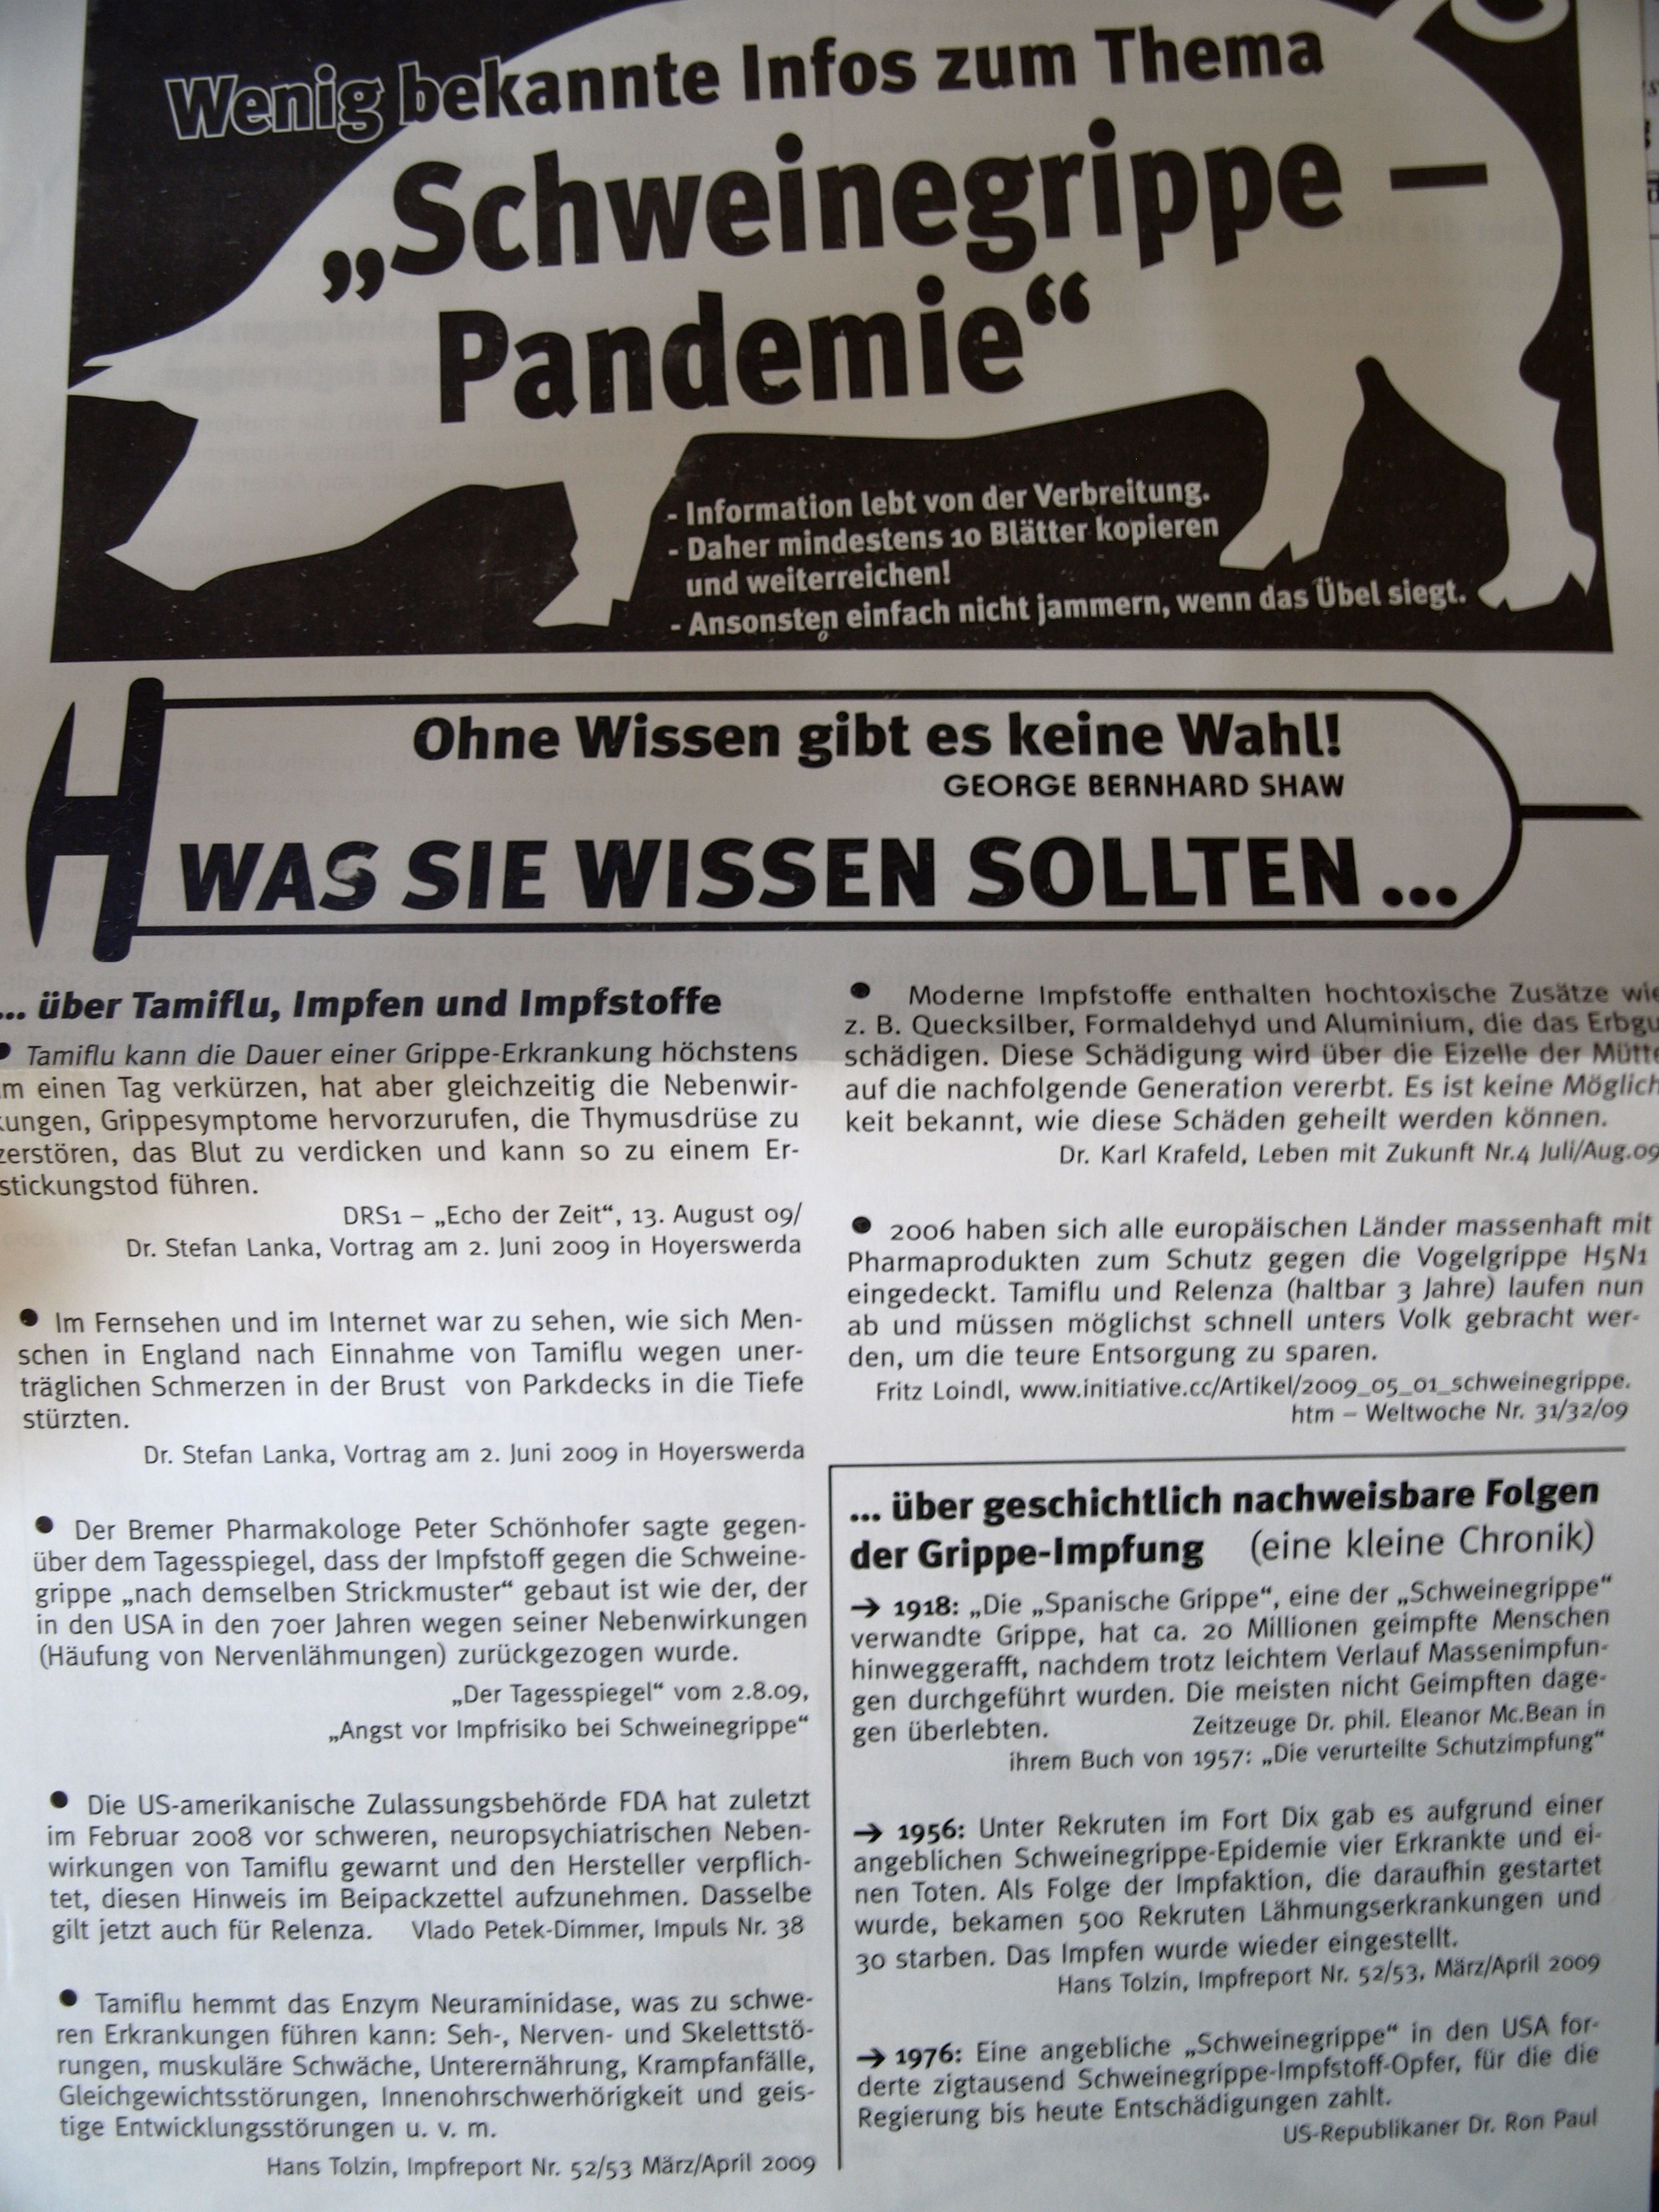 Wenig bekannte Infos zum Thema
„Schweinegrippe –
Pandemie“
- Information lebt von der Verbreitung.
- Daher mindestens 10 Blätter kopieren
und weiterreichen!
- Ansonsten einfach nicht jammern, wenn das Übel siegt.
Ohne Wissen gibt es keine Wahl!
GEORGE BERNHARD SHAW
WAS SIE WISSEN SOLLTEN ...
... über Tamiflu, Impfen und Impfstoffe
● Tamiflu kann die Dauer einer Grippe-Erkrankung höchstens
m einen Tag verkürzen, hat aber gleichzeitig die Nebenwir-
kungen, Grippesymptome hervorzurufen, die Thymusdrüse zu
zerstören, das Blut zu verdicken und kann so zu einem Er-
stickungstod führen.
DRS1 – „Echo der Zeit“, 13. August 09/
Dr. Stefan Lanka, Vortrag am 2. Juni 2009 in Hoyerswerda
● Im Fernsehen und im Internet war zu sehen, wie sich Men-
schen in England nach Einnahme von Tamiflu wegen uner-
träglichen Schmerzen in der Brust von Parkdecks in die Tiefe
stürzten.
Dr. Stefan Lanka, Vortrag am 2. Juni 2009 in Hoyerswerda
● Der Bremer Pharmakologe Peter Schönhofer sagte gegen-
über dem Tagesspiegel, dass der Impfstoff gegen die Schweine-
grippe „nach demselben Strickmuster“ gebaut ist wie der, der
in den USA in den 70er Jahren wegen seiner Nebenwirkungen
(Häufung von Nervenlähmungen) zurückgezogen wurde.
„Der Tagesspiegel“ vom 2.8.09,
„Angst vor Impfrisiko bei Schweinegrippe“
● Die US-amerikanische Zulassungsbehörde FDA hat zuletzt
im Februar 2008 vor schweren, neuropsychiatrischen Neben-
wirkungen von Tamiflu gewarnt und den Hersteller verpflich-
tet, diesen Hinweis im Beipackzettel aufzunehmen. Dasselbe
gilt jetzt auch für Relenza. Vlado Petek-Dimmer, Impuls Nr. 38
● Tamiflu hemmt das Enzym Neuraminidase, was zu schwe-
ren Erkrankungen führen kann: Seh-, Nerven- und Skelettstö-
rungen, muskuläre Schwäche, Unterernährung, Krampfanfälle,
Gleichgewichtsstörungen, Innenohrschwerhörigkeit und geis-
tige Entwicklungsstörungen u. v. m.
Hans Tolzin, Impfreport Nr. 52/53 März/April 2009
● Moderne Impfstoffe enthalten hochtoxische Zusätze wie
z. B. Quecksilber, Formaldehyd und Aluminium, die das Erbgu
schädigen. Diese Schädigung wird über die Eizelle der Mütte
auf die nachfolgende Generation vererbt. Es ist keine Möglich
keit bekannt, wie diese Schäden geheilt werden können.
Dr. Karl Krafeld, Leben mit Zukunft Nr.4 Juli/Aug.09
● 2006 haben sich alle europäischen Länder massenhaft mit
Pharmaprodukten zum Schutz gegen die Vogelgrippe H5N1
eingedeckt. Tamiflu und Relenza (haltbar 3 Jahre) laufen nun
ab und müssen möglichst schnell unters Volk gebracht wer-
den, um die teure Entsorgung zu sparen.
Fritz Loindl, www.initiative.cc/Artikel/2009_05_01_schweinegrippe.
htm – Weltwoche Nr. 31/32/09
... über geschichtlich nachweisbare Folgen
der Grippe-Impfung (eine kleine Chronik)
→ 1918: „Die „Spanische Grippe“, eine der „Schweinegrippe“
verwandte Grippe, hat ca. 20 Millionen geimpfte Menschen
hinweggerafft, nachdem trotz leichtem Verlauf Massenimpfun-
gen durchgeführt wurden. Die meisten nicht Geimpften dage-
gen überlebten. Zeitzeuge Dr. phil. Eleanor Mc.Bean in
ihrem Buch von 1957: „Die verurteilte Schutzimpfung“
→ 1956: Unter Rekruten im Fort Dix gab es aufgrund einer
angeblichen Schweinegrippe-Epidemie vier Erkrankte und ei-
nen Toten. Als Folge der Impfaktion, die daraufhin gestartet
wurde, bekamen 500 Rekruten Lähmungserkrankungen und
30 starben. Das Impfen wurde wieder eingestellt.
Hans Tolzin, Impfreport Nr. 52/53, März/April 2009
→ 1976: Eine angebliche „Schweinegrippe“ in den USA for-
derte zigtausend Schweinegrippe-Impfstoff-Opfer, für die die
Regierung bis heute Entschädigungen zahlt.
US-Republikaner Dr. Ron Paul